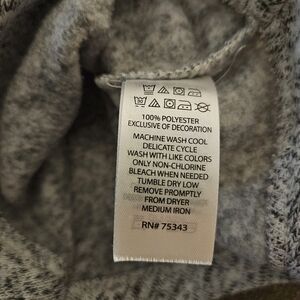 100% POLYESTER
EXCLUSIVE OF DECORATION
MACHINE WASH COOL
DELICATE CYCLE
WASH WITH LIKE COLORS
ONLY NON-CHLORINE
BLEACH WHEN NEEDED
TUMBLE DRY LOW
REMOVE PROMPTLY
FROM DRYER
MEDIUM IRON
RN# 75343